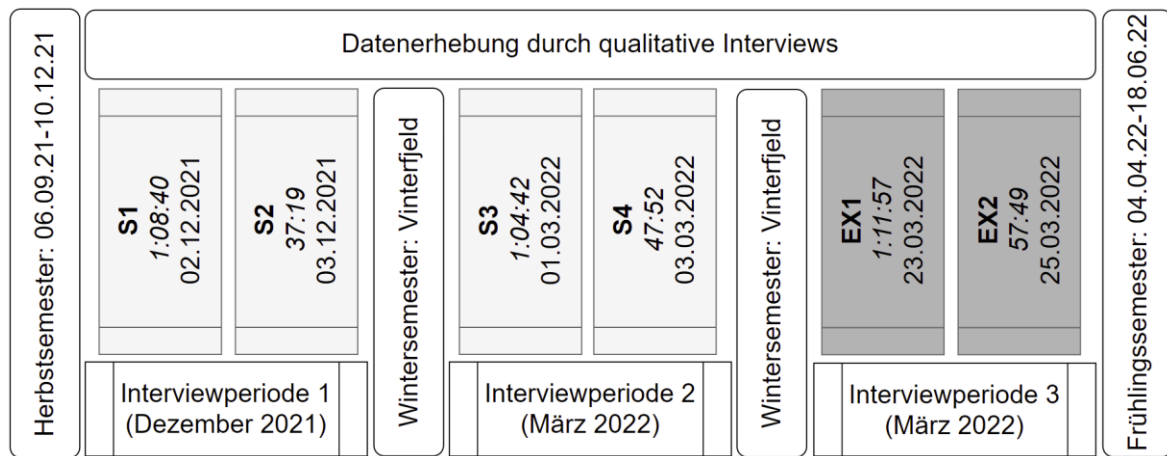 Herbstsemester: 06.09.21-10.12.21
Datenerhebung durch qualitative Interviews
S1
1:08:40
02.12.2021
S2
37:19
03.12.2021
Interviewperiode 1
(Dezember 2021)
Wintersemester: Vinterfjeld
S3
1:04:42
01.03.2022
S4
47:52
03.03.2022
Interviewperiode 2
(März 2022)
Wintersemester: Vinterfjeld
EX1
1:11:57
23.03.2022
EX2
57:49
25.03.2022
Interviewperiode 3
(März 2022)
Frühlingssemester: 04.04.22-18.06.22